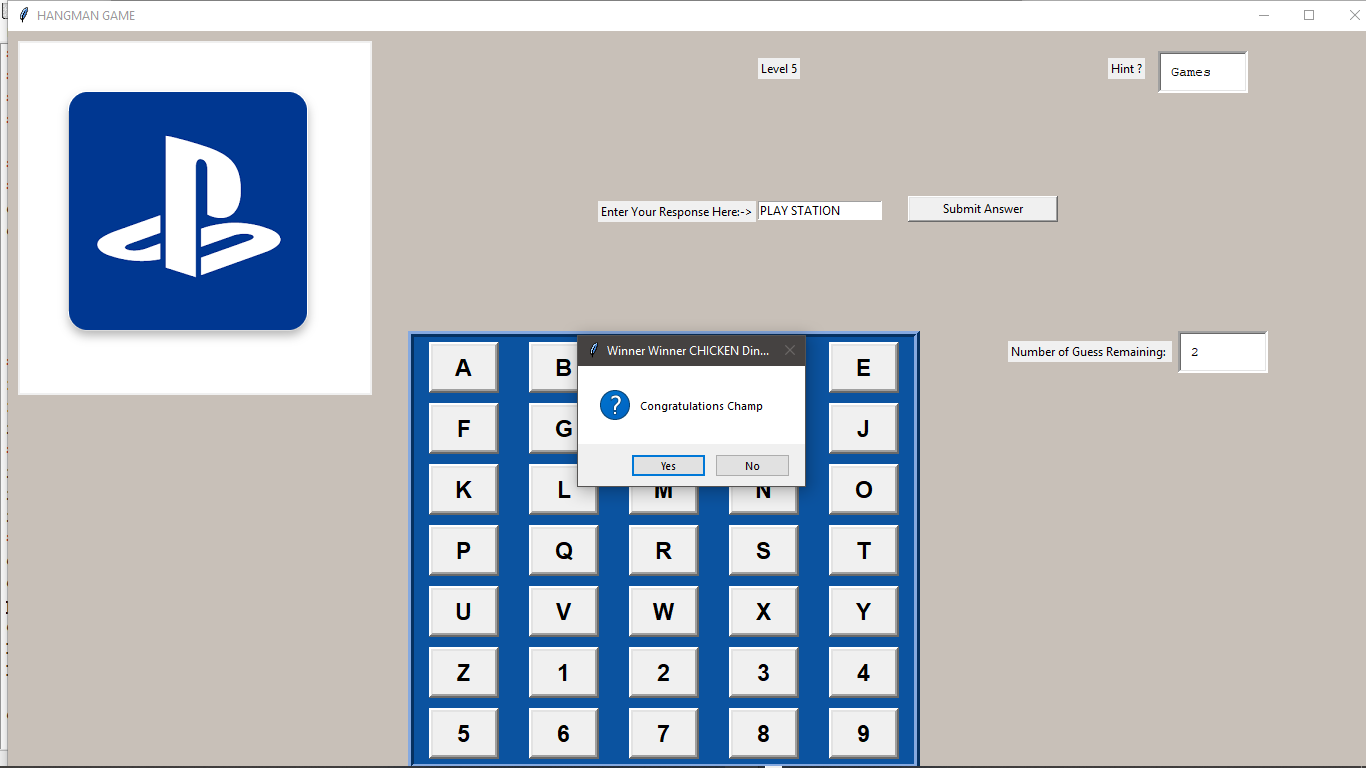 HANGMAN GAME
Level 5
Hint ?
Games
Enter Your Response Here:->
PLAY STATION
Submit Answer
Number of Guess Remaining:
2
Winner Winner CHICKEN Din...
?
Congratulations Champ
Yes
No
A B E
F G J
K L M N O
P Q R S T
U V W X Y
Z 1 2 3 4
5 6 7 8 9